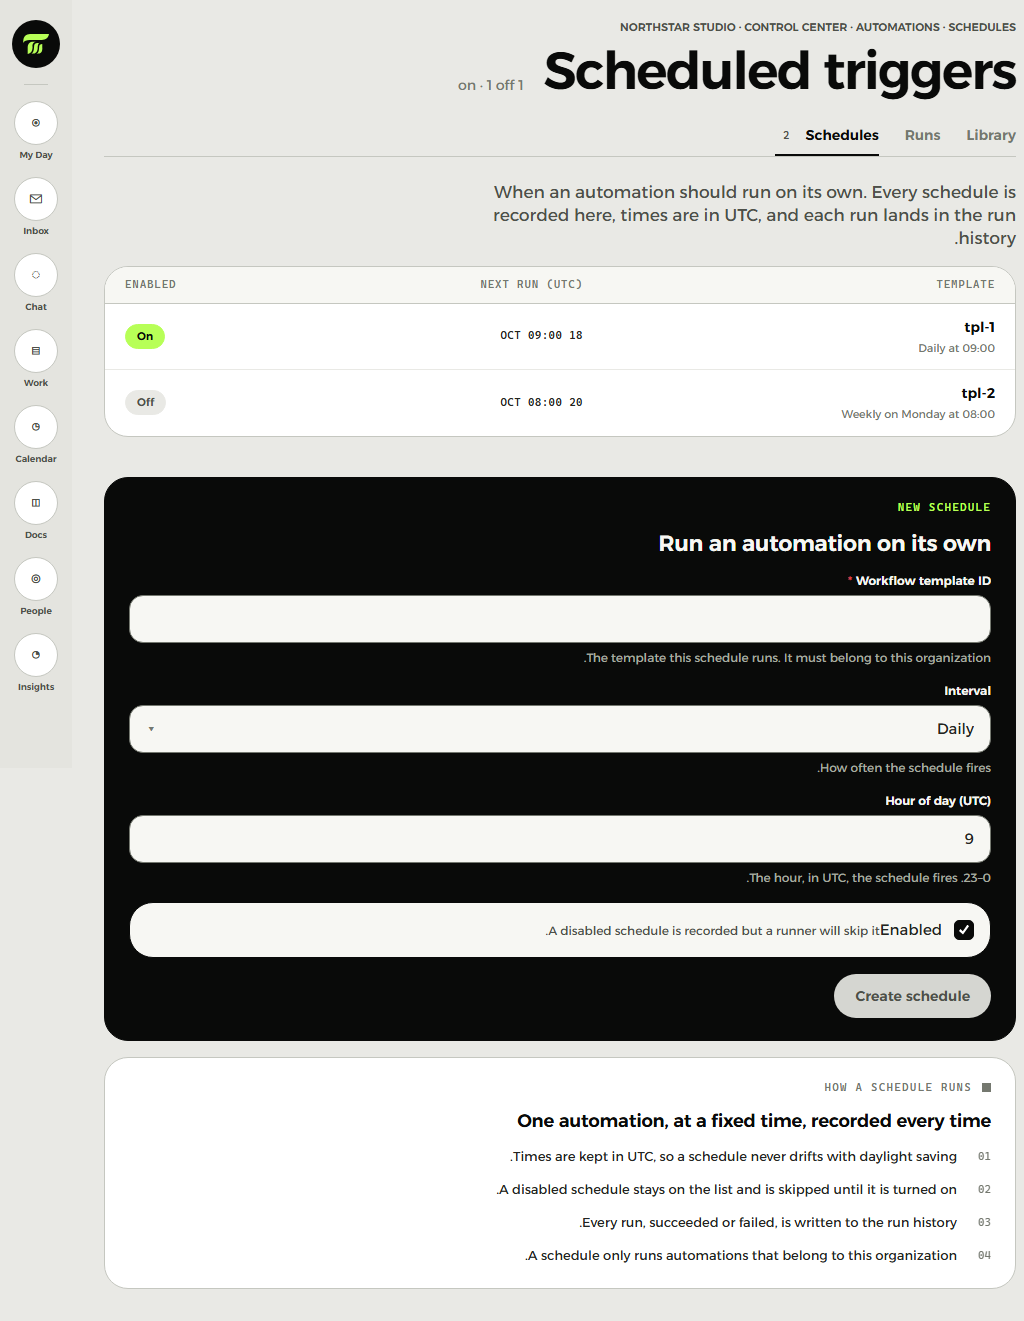 NORTHSTAR STUDIO · CONTROL CENTER · AUTOMATIONS · SCHEDULES
Scheduled triggers
on · 1 off 1
Library
Runs
Schedules 2
When an automation should run on its own. Every schedule is
recorded here, times are in UTC, and each run lands in the run
.history
TEMPLATE
NEXT RUN (UTC)
ENABLED
tpl-1
Daily at 09:00
OCT 09:00 18
On
tpl-2
Weekly on Monday at 08:00
OCT 08:00 20
Off
NEW SCHEDULE
Run an automation on its own
* Workflow template ID
.The template this schedule runs. It must belong to this organization
Interval
Daily
.How often the schedule fires
Hour of day (UTC)
9
.The hour, in UTC, the schedule fires .23–0
Enabled
.A disabled schedule is recorded but a runner will skip it
Create schedule
HOW A SCHEDULE RUNS
One automation, at a fixed time, recorded every time
01 .Times are kept in UTC, so a schedule never drifts with daylight saving
02 .A disabled schedule stays on the list and is skipped until it is turned on
03 .Every run, succeeded or failed, is written to the run history
04 .A schedule only runs automations that belong to this organization
My Day
Inbox
Chat
Work
Calendar
Docs
People
Insights